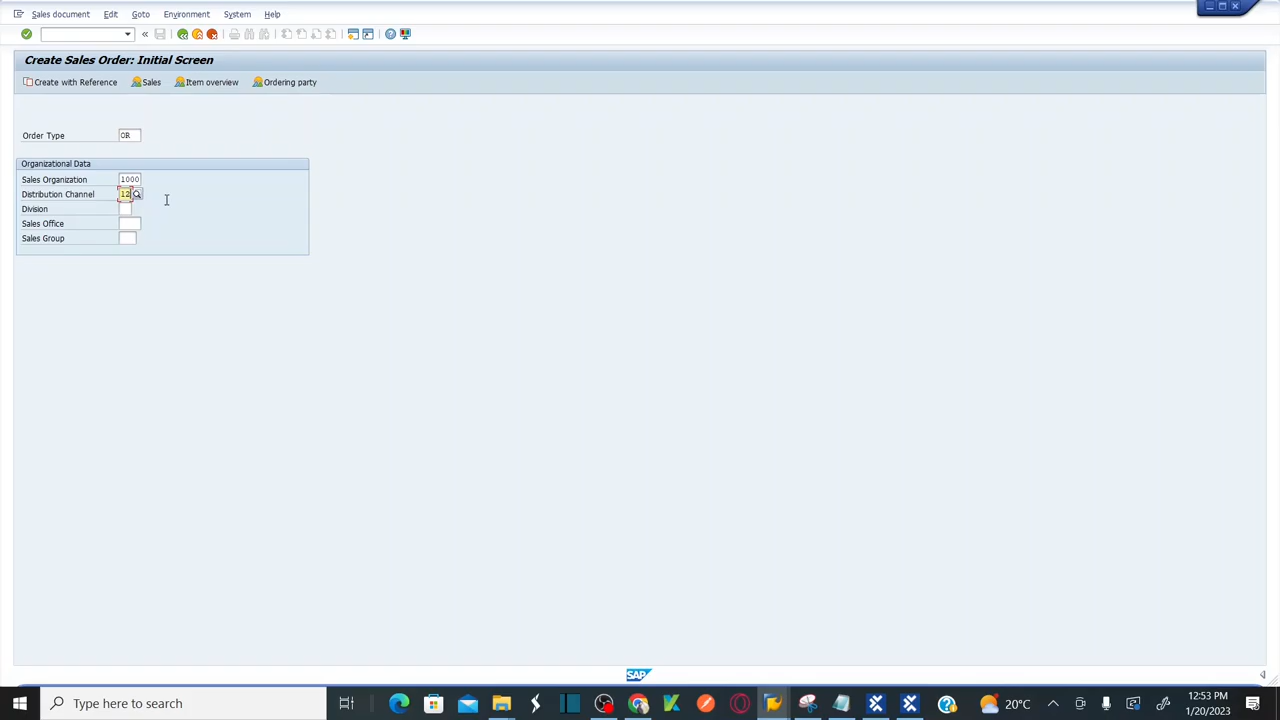 Sales document Edit Goto Environment System Help
Create Sales Order: Initial Screen
Create with Reference Sales Item overview Ordering party
Order Type OR
Organizational Data
Sales Organization 1000
Distribution Channel 12
Division
Sales Office
Sales Group
SAP
Type here to search
20°C
12:53 PM
1/20/2023